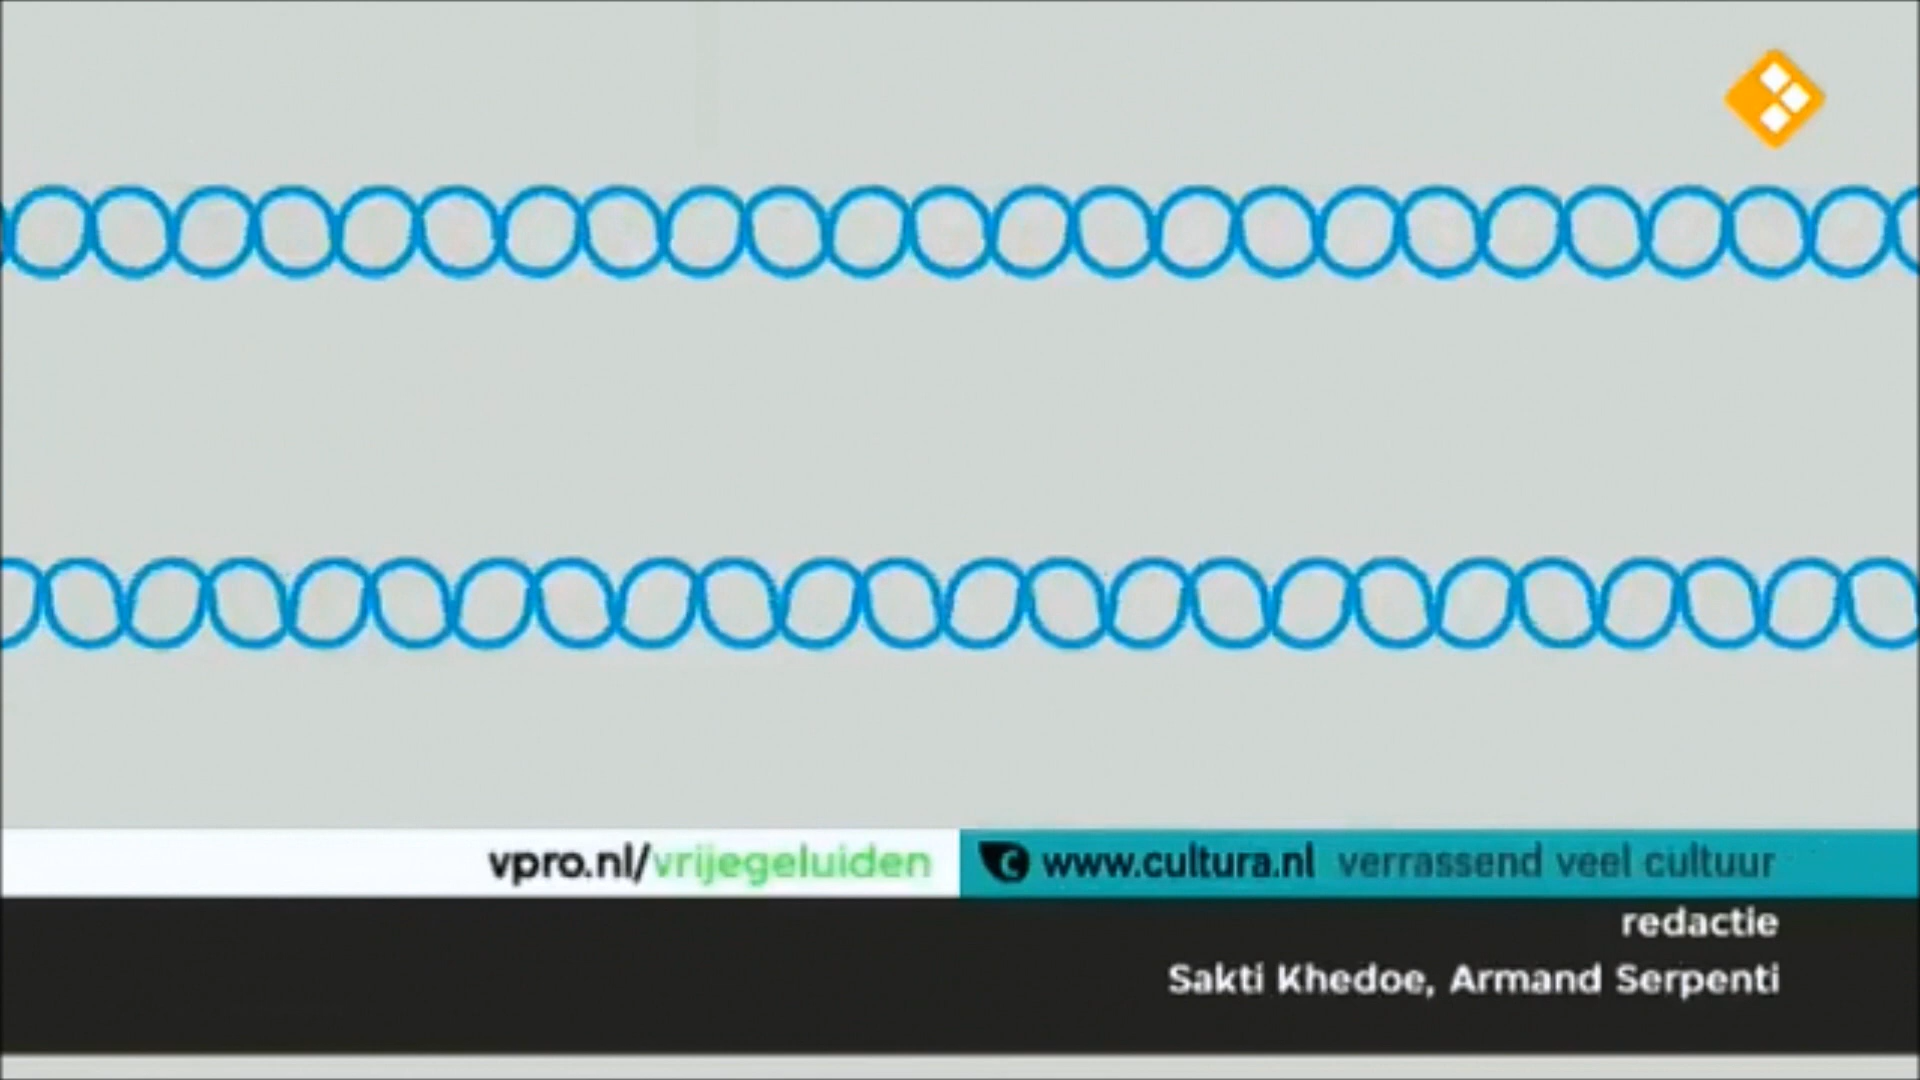 vpro.nl/vrijegeluiden
www.cultura.nl verrassend veel cultuur
redactie
Sakti Khedoe, Armand Serpenti